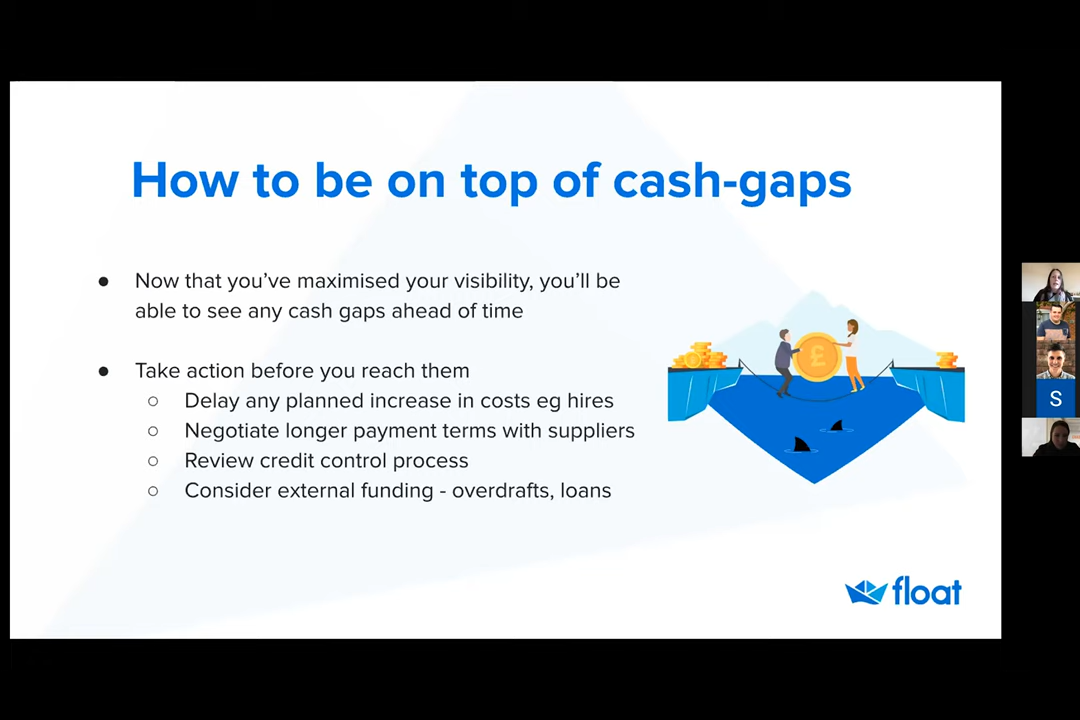 How to be on top of cash-gaps
● Now that you’ve maximised your visibility, you’ll be
able to see any cash gaps ahead of time
● Take action before you reach them
○ Delay any planned increase in costs eg hires
○ Negotiate longer payment terms with suppliers
○ Review credit control process
○ Consider external funding - overdrafts, loans
£
float
S